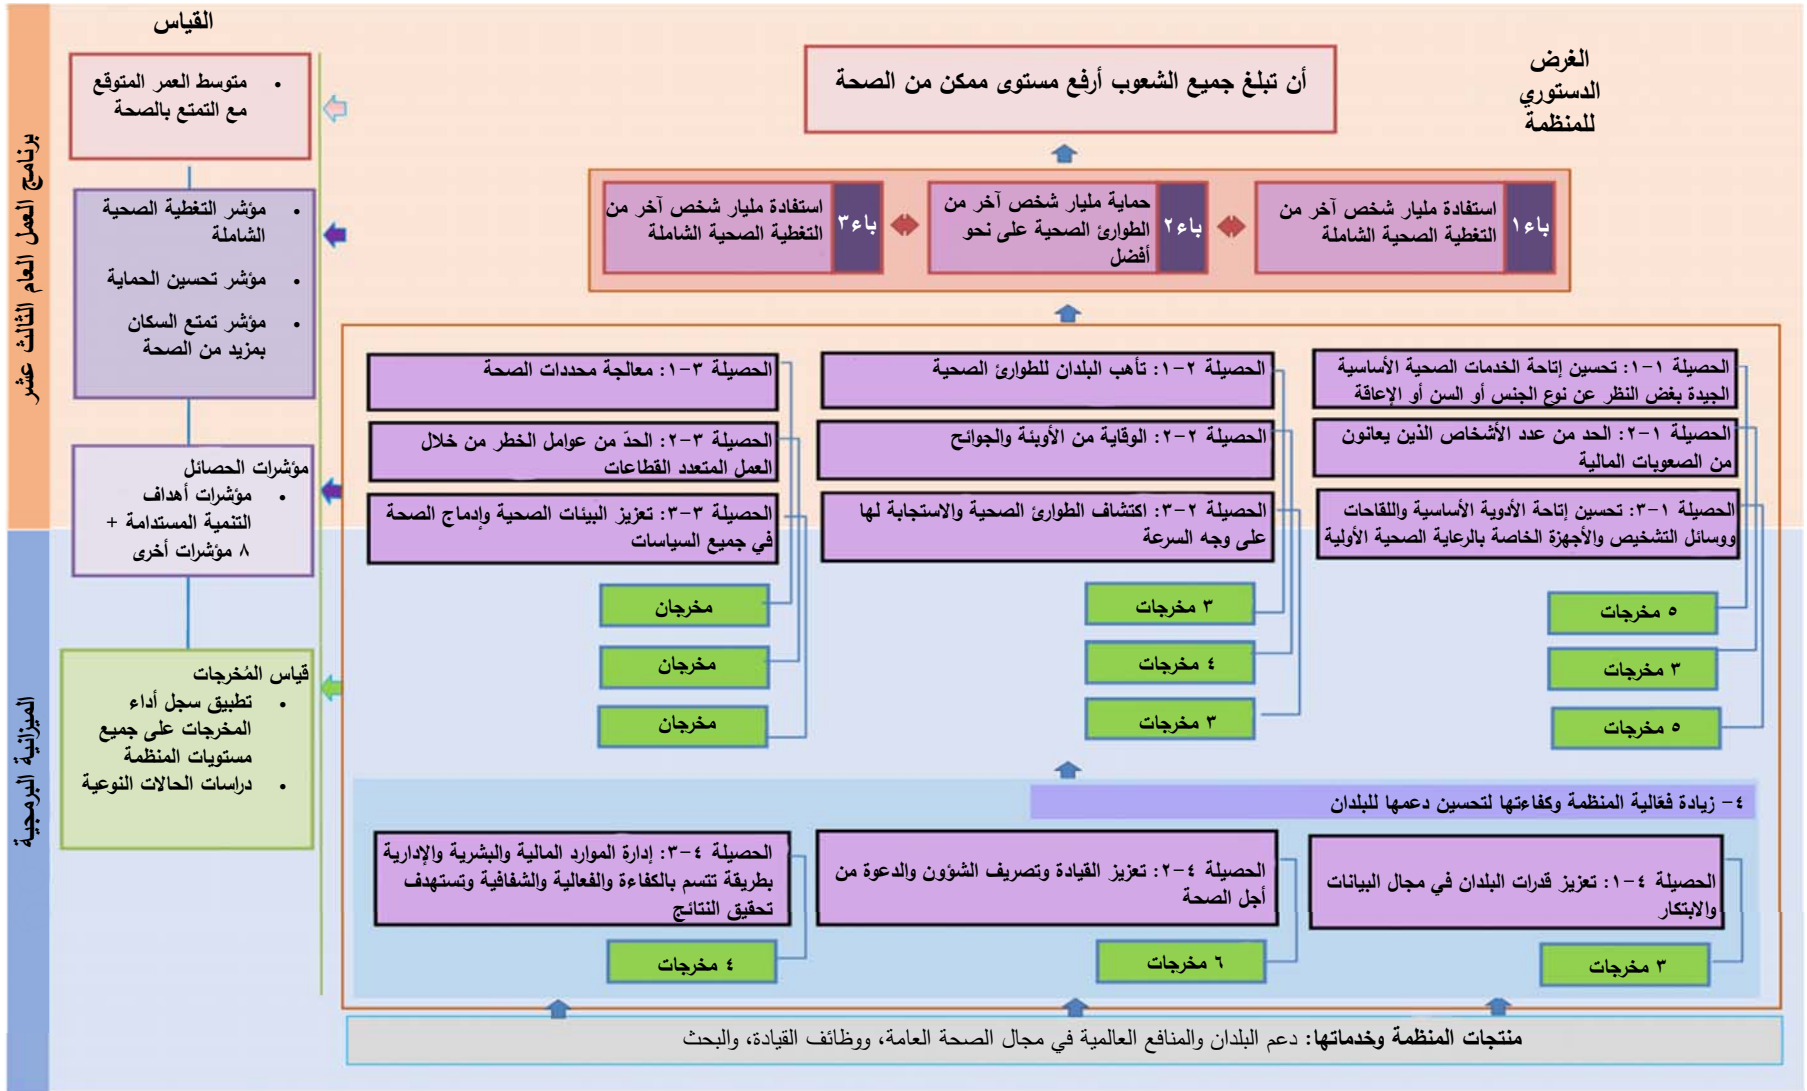 القياس
الغرض
الدستوري
للمنظمة
أن تبلغ جميع الشعوب أرفع مستوى ممكن من الصحة
• متوسط العمر المتوقع
مع التمتع بالصحة
برنامج العمل العام الثالث عشر
باء١
استفادة مليار شخص آخر من
التغطية الصحية الشاملة
باء٢
حماية مليار شخص آخر من
الطوارئ الصحية على نحو
أفضل
باء٣
استفادة مليار شخص آخر من
التغطية الصحية الشاملة
• مؤشر التغطية الصحية
الشاملة
• مؤشر تحسين الحماية
• مؤشر تمتع السكان
بمزيد من الصحة
الحصيلة ١-١: تحسين إتاحة الخدمات الصحية الأساسية
الجيدة بغض النظر عن نوع الجنس أو السن أو الإعاقة
الحصيلة ١-٢: الحد من عدد الأشخاص الذين يعانون
من الصعوبات المالية
الحصيلة ١-٣: تحسين إتاحة الأدوية الأساسية واللقاحات
ووسائل التشخيص والأجهزة الخاصة بالرعاية الصحية الأولية
الحصيلة ٢-١: تأهب البلدان للطوارئ الصحية
الحصيلة ٢-٢: الوقاية من الأوبئة والجوائح
الحصيلة ٢-٣: اكتشاف الطوارئ الصحية والاستجابة لها
على وجه السرعة
الحصيلة ٣-١: معالجة محددات الصحة
الحصيلة ٣-٢: الحدّ من عوامل الخطر من خلال
العمل المتعدد القطاعات
الحصيلة ٣-٣: تعزيز البيئات الصحية وإدماج الصحة
في جميع السياسات
مؤشرات الحصائل
• مؤشرات أهداف
التنمية المستدامة +
٨ مؤشرات أخرى
٥ مخرجات
٣ مخرجات
٥ مخرجات
٣ مخرجات
٤ مخرجات
٣ مخرجات
مخرجان
مخرجان
مخرجان
الميزانية البرمجية
قياس المُخرجات
• تطبيق سجل أداء
المخرجات على جميع
مستويات المنظمة
• دراسات الحالات النوعية
٤- زيادة فعّالية المنظمة وكفاءتها لتحسين دعمها للبلدان
الحصيلة ٤-١: تعزيز قدرات البلدان في مجال البيانات
والابتكار
الحصيلة ٤-٢: تعزيز القيادة وتصريف الشؤون والدعوة من
أجل الصحة
الحصيلة ٤-٣: إدارة الموارد المالية والبشرية والإدارية
بطريقة تتسم بالكفاءة والفعالية والشفافية وتستهدف
تحقيق النتائج
٣ مخرجات
٦ مخرجات
٤ مخرجات
منتجات المنظمة وخدماتها: دعم البلدان والمنافع العالمية في مجال الصحة العامة، ووظائف القيادة، والبحث